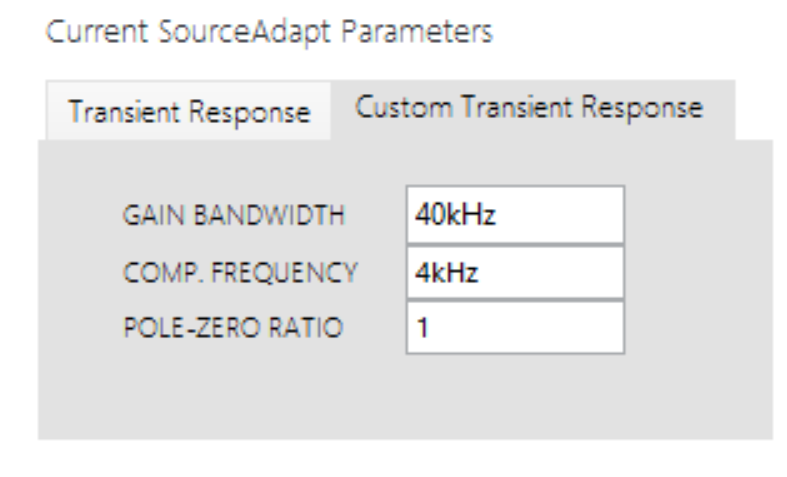 Current SourceAdapt Parameters
Transient Response Custom Transient Response
GAIN BANDWIDTH 40kHz
COMP. FREQUENCY 4kHz
POLE-ZERO RATIO 1